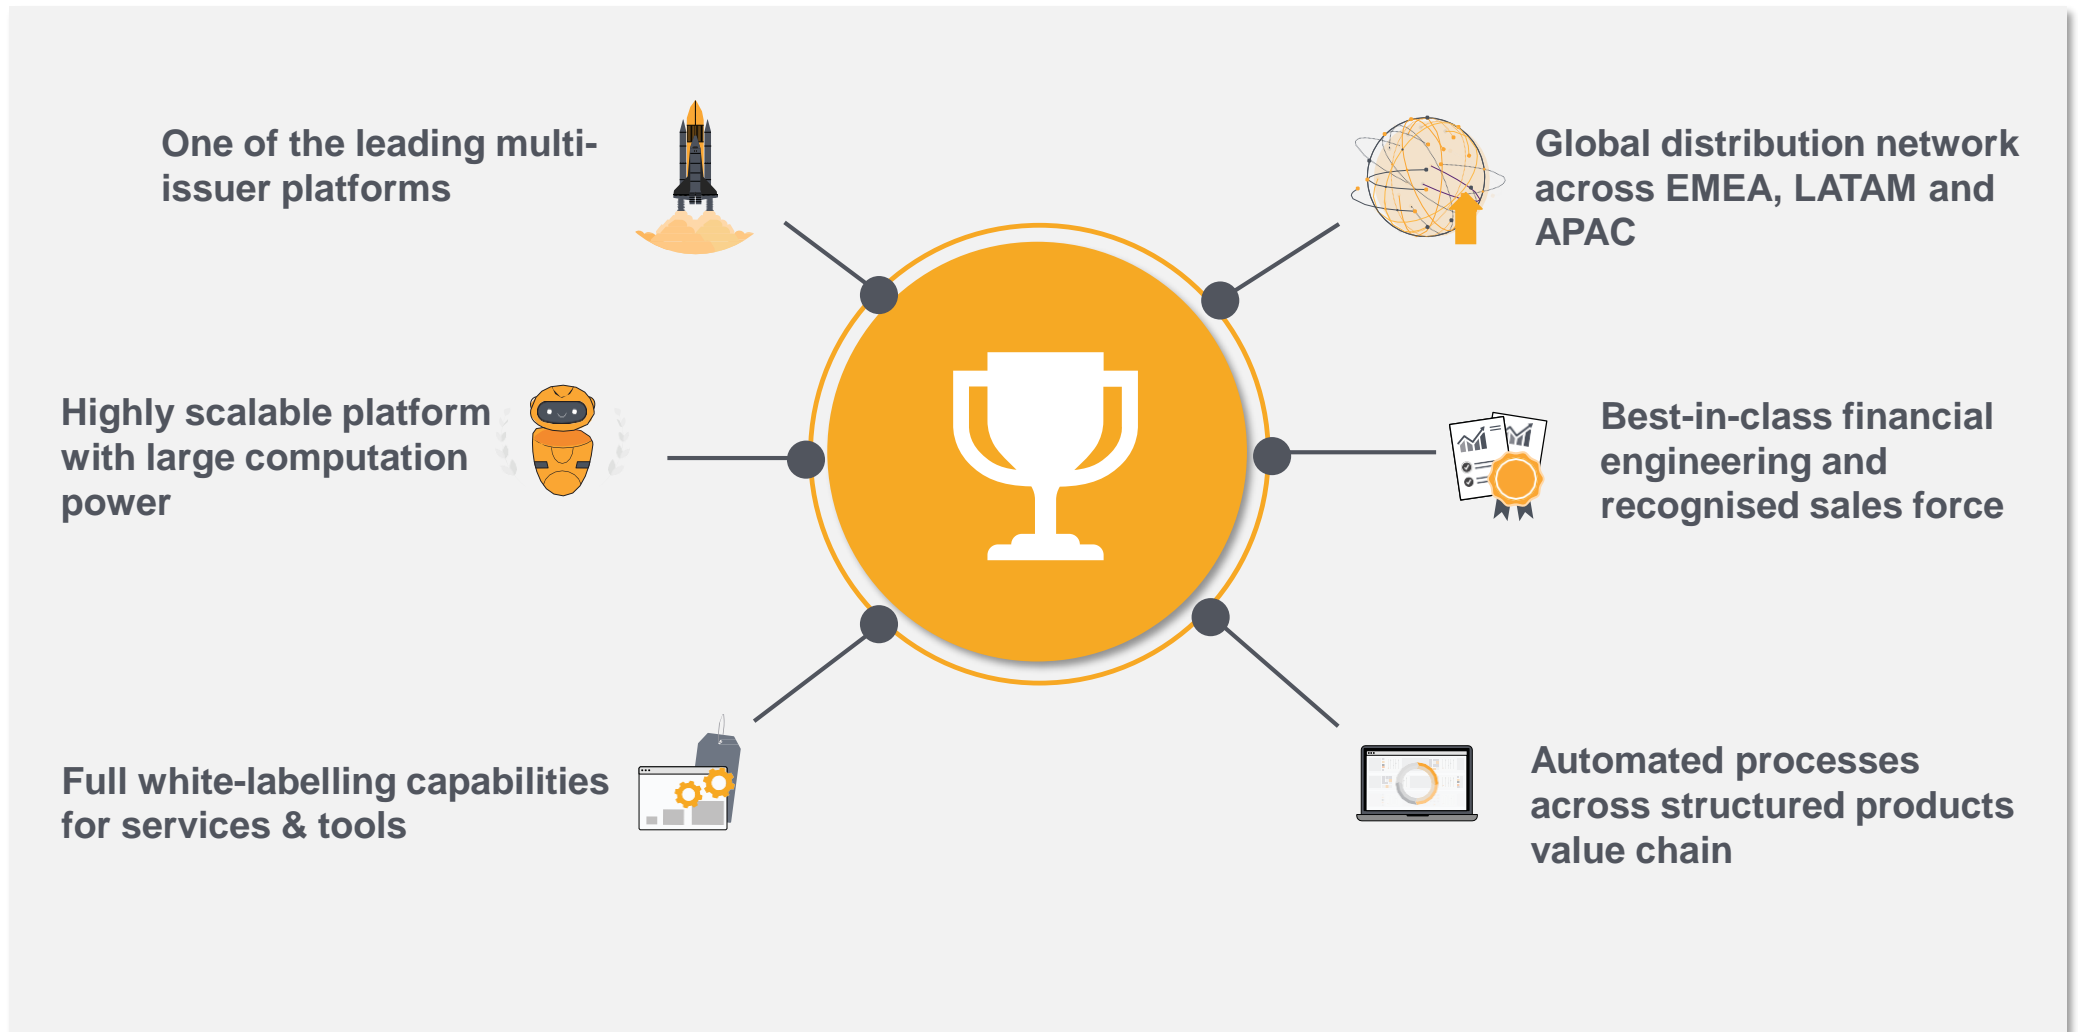 One of the leading multi-
issuer platforms
Global distribution network
across EMEA, LATAM and
APAC
Highly scalable platform
with large computation
power
Best-in-class financial
engineering and
recognised sales force
Full white-labelling capabilities
for services & tools
Automated processes
across structured products
value chain